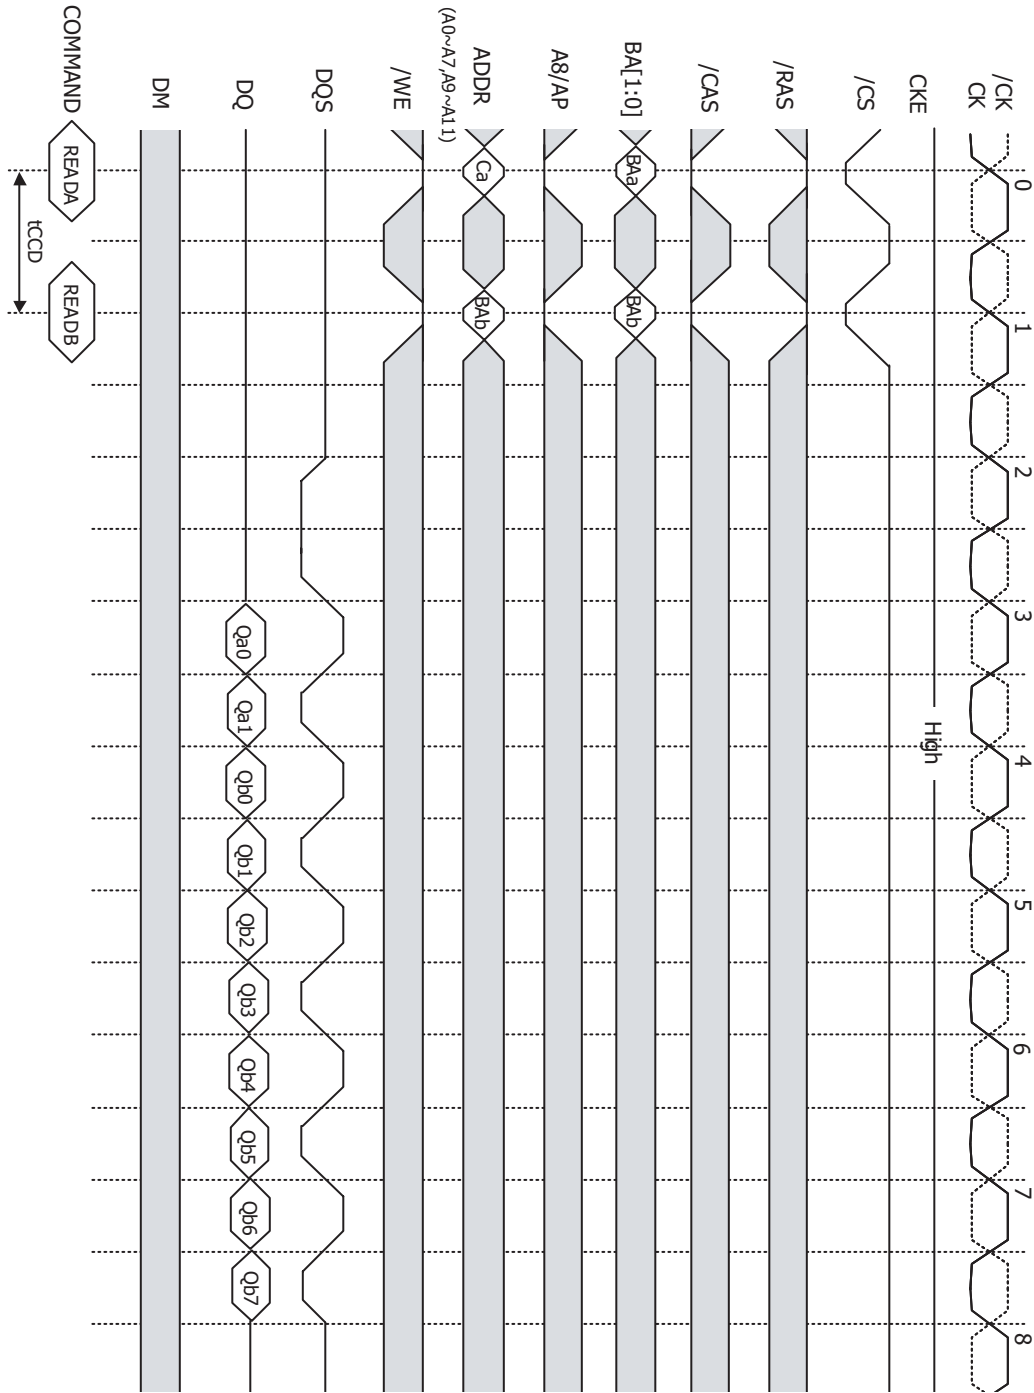 0 1 2 3 4 5 6 7 8
/CK
CK
CKE
High
/CS
/RAS
/CAS
BA[1:0]
BAa BAb
A8/AP
ADDR
(A0~A7,A9~A11)
Ca BAb
/WE
DQS
DQ
Qa0 Qa1 Qb0 Qb1 Qb2 Qb3 Qb4 Qb5 Qb6 Qb7
DM
COMMAND
READA READB
tCCD